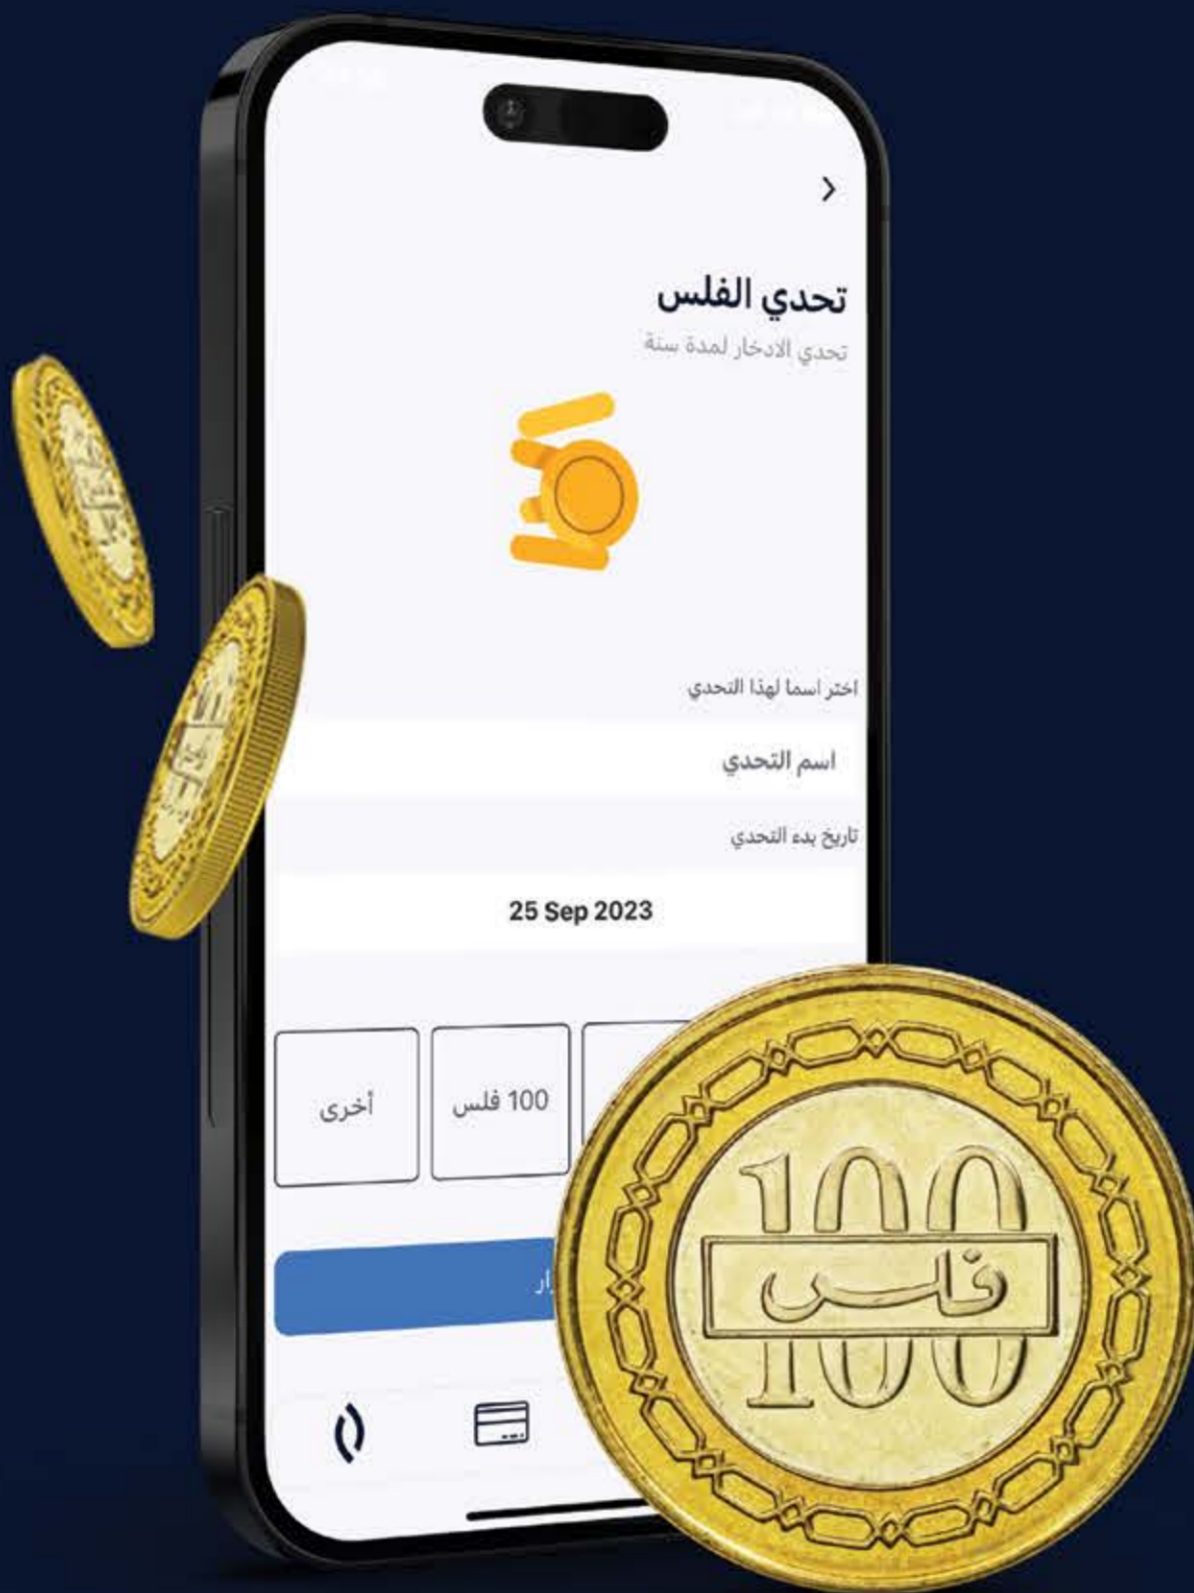 تحدي الفلس
تحدي الادخار لمدة سنة
اختر اسما لهذا التحدي
اسم التحدي
تاريخ بدء التحدي
25 Sep 2023
100 فلس
أخرى
100
فلس
100